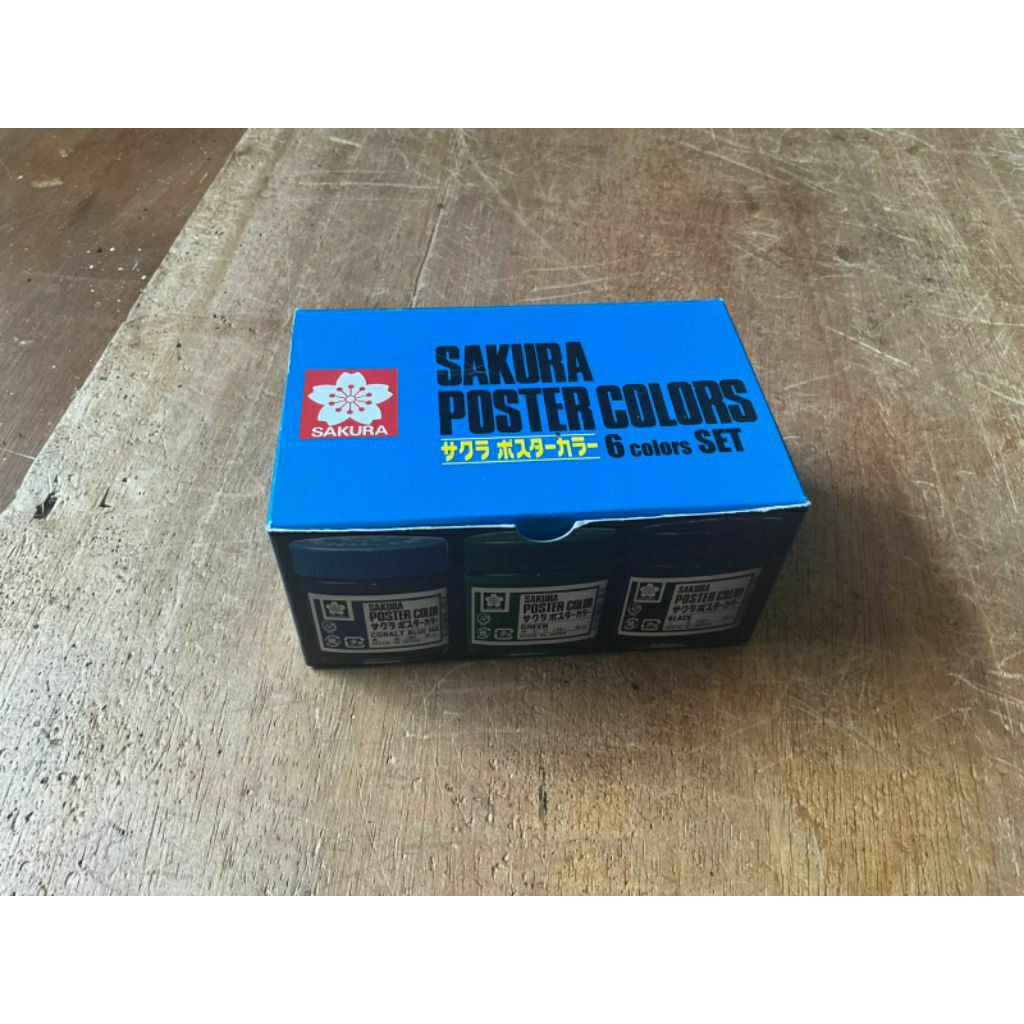 SAKURA
SAKURA
POSTER COLORS
サクラ ポスターカラー 6 colors SET
SAKURA
POSTER COLOR
サクラ ポスターカラー
COBALT BLUE
SAKURA
POSTER COLOR
サクラ ポスターカラー
GREEN
SAKURA
POSTER COLOR
サクラ ポスターカラー
BLACK